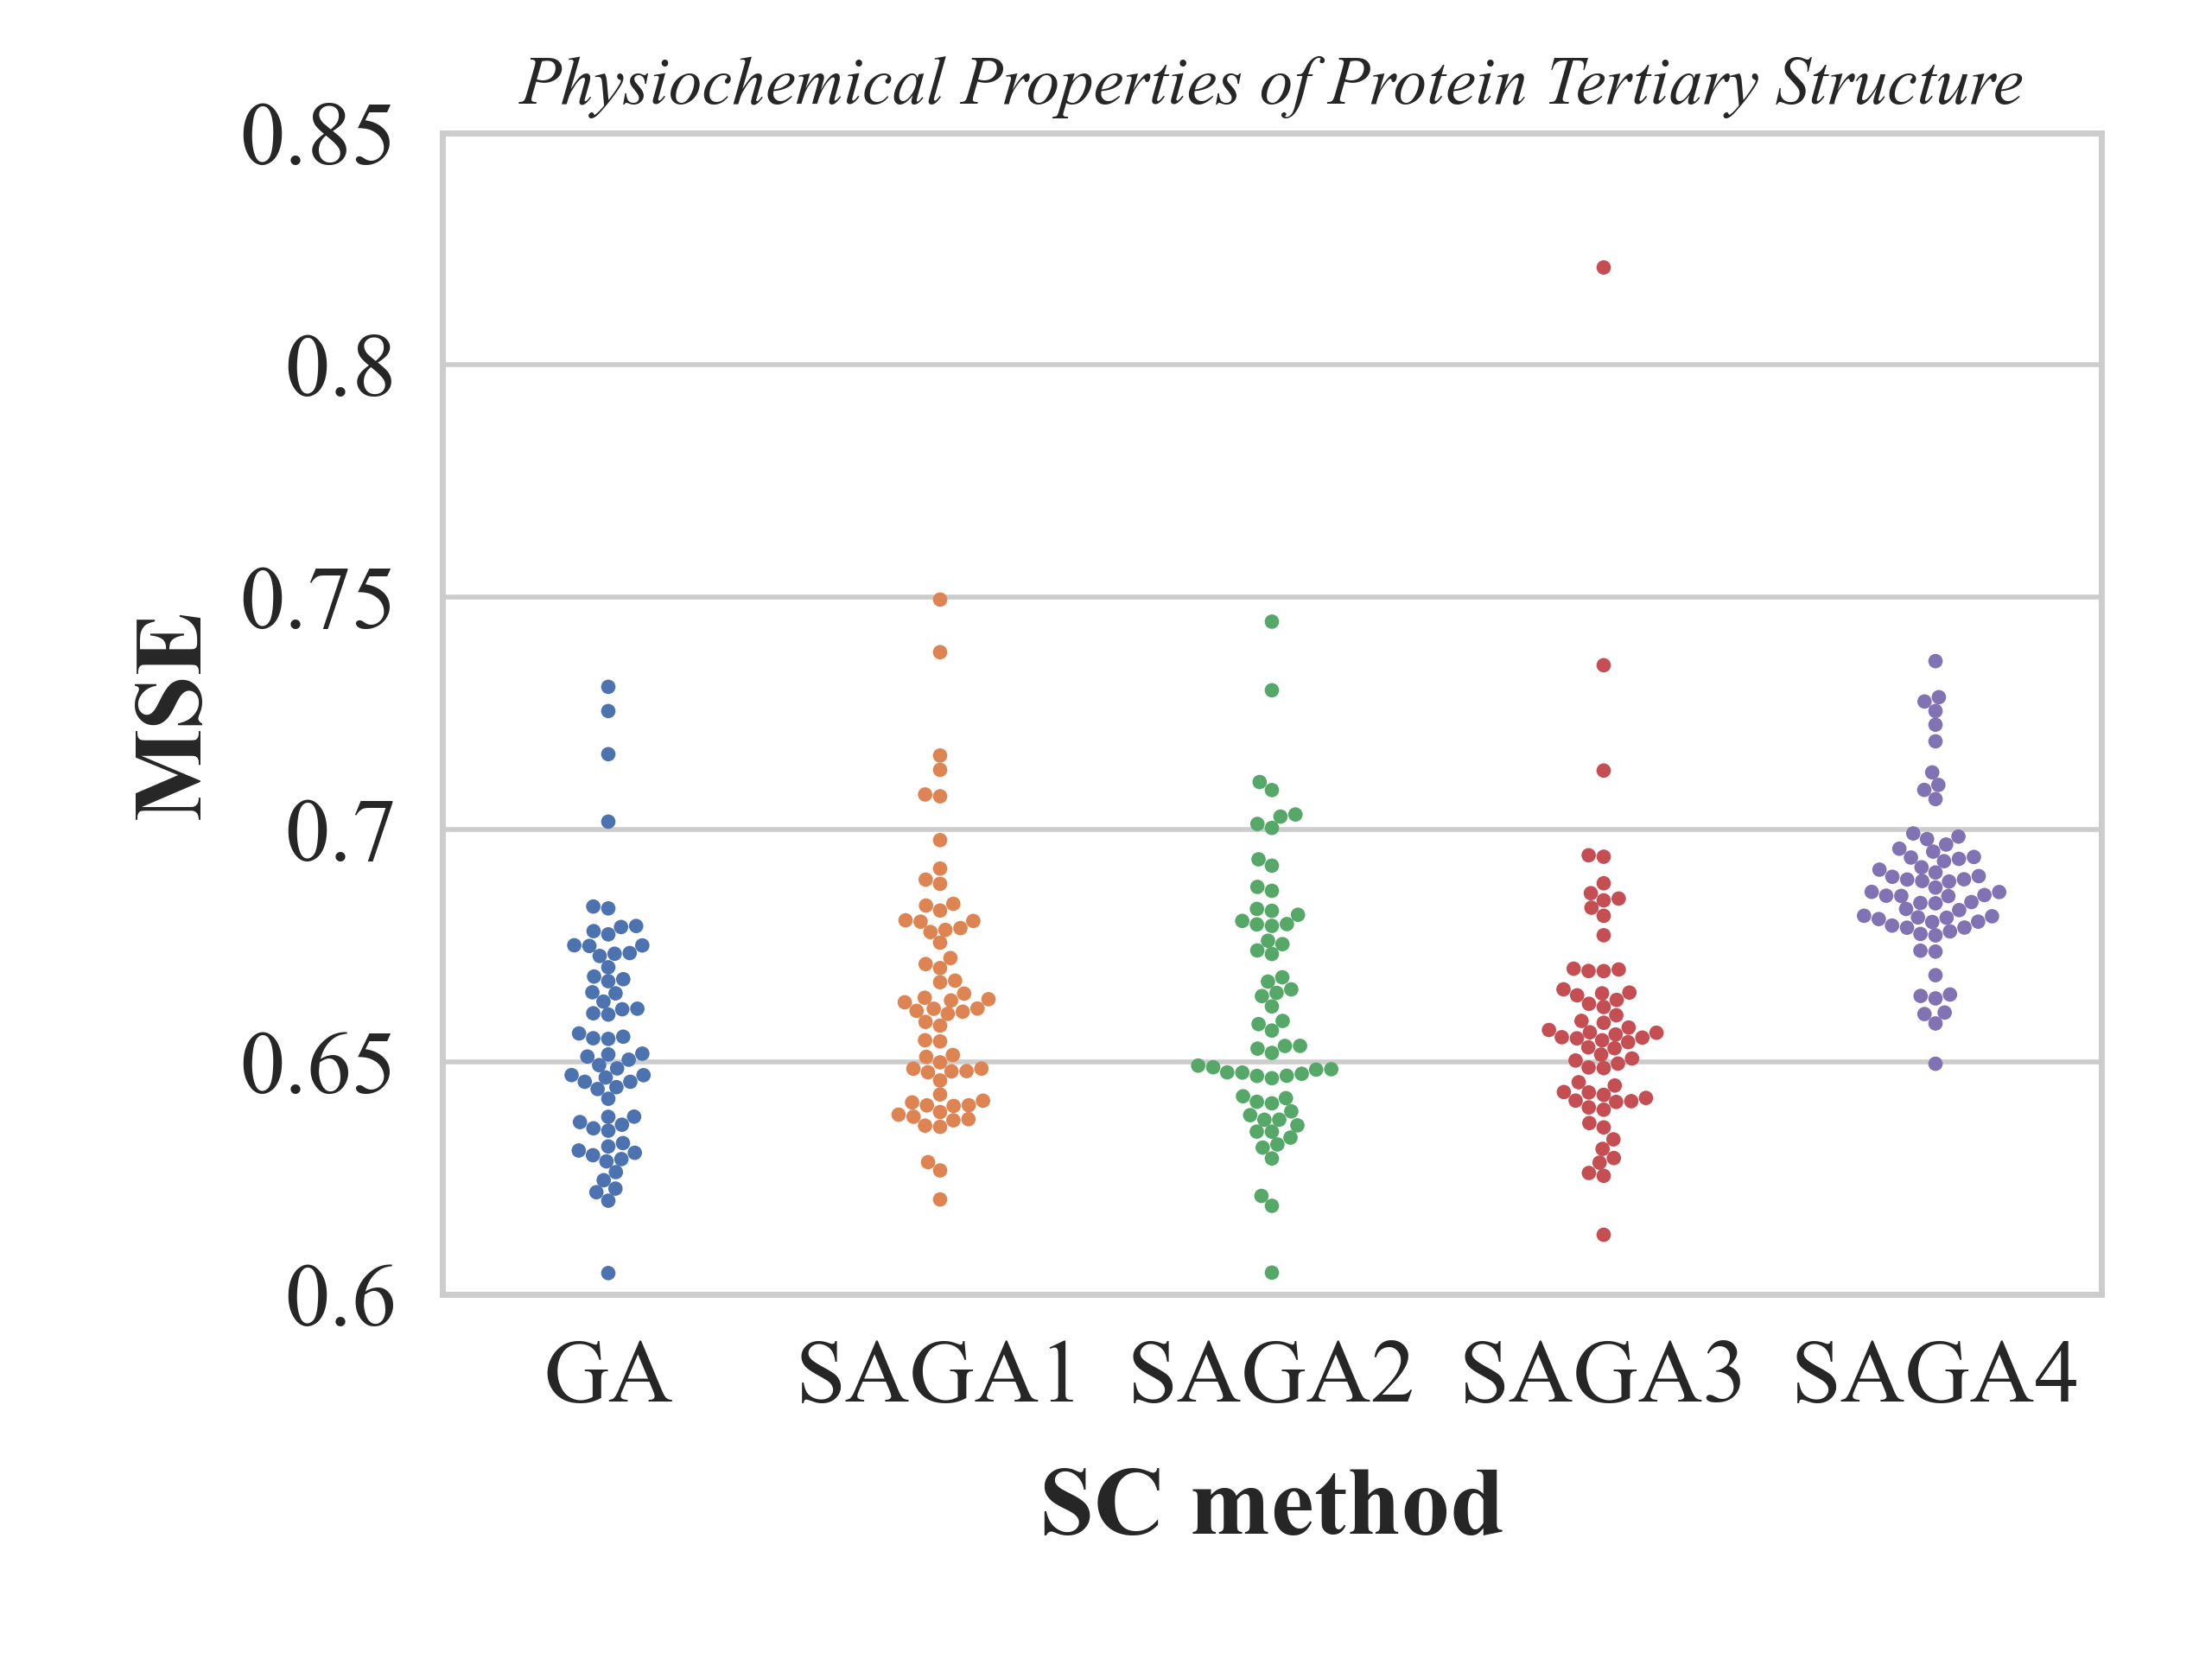 Physiochemical Properties of Protein Tertiary Structure
0.85
0.8
0.75
0.7
0.65
0.6
MSE
GA SAGA1 SAGA2 SAGA3 SAGA4
SC method